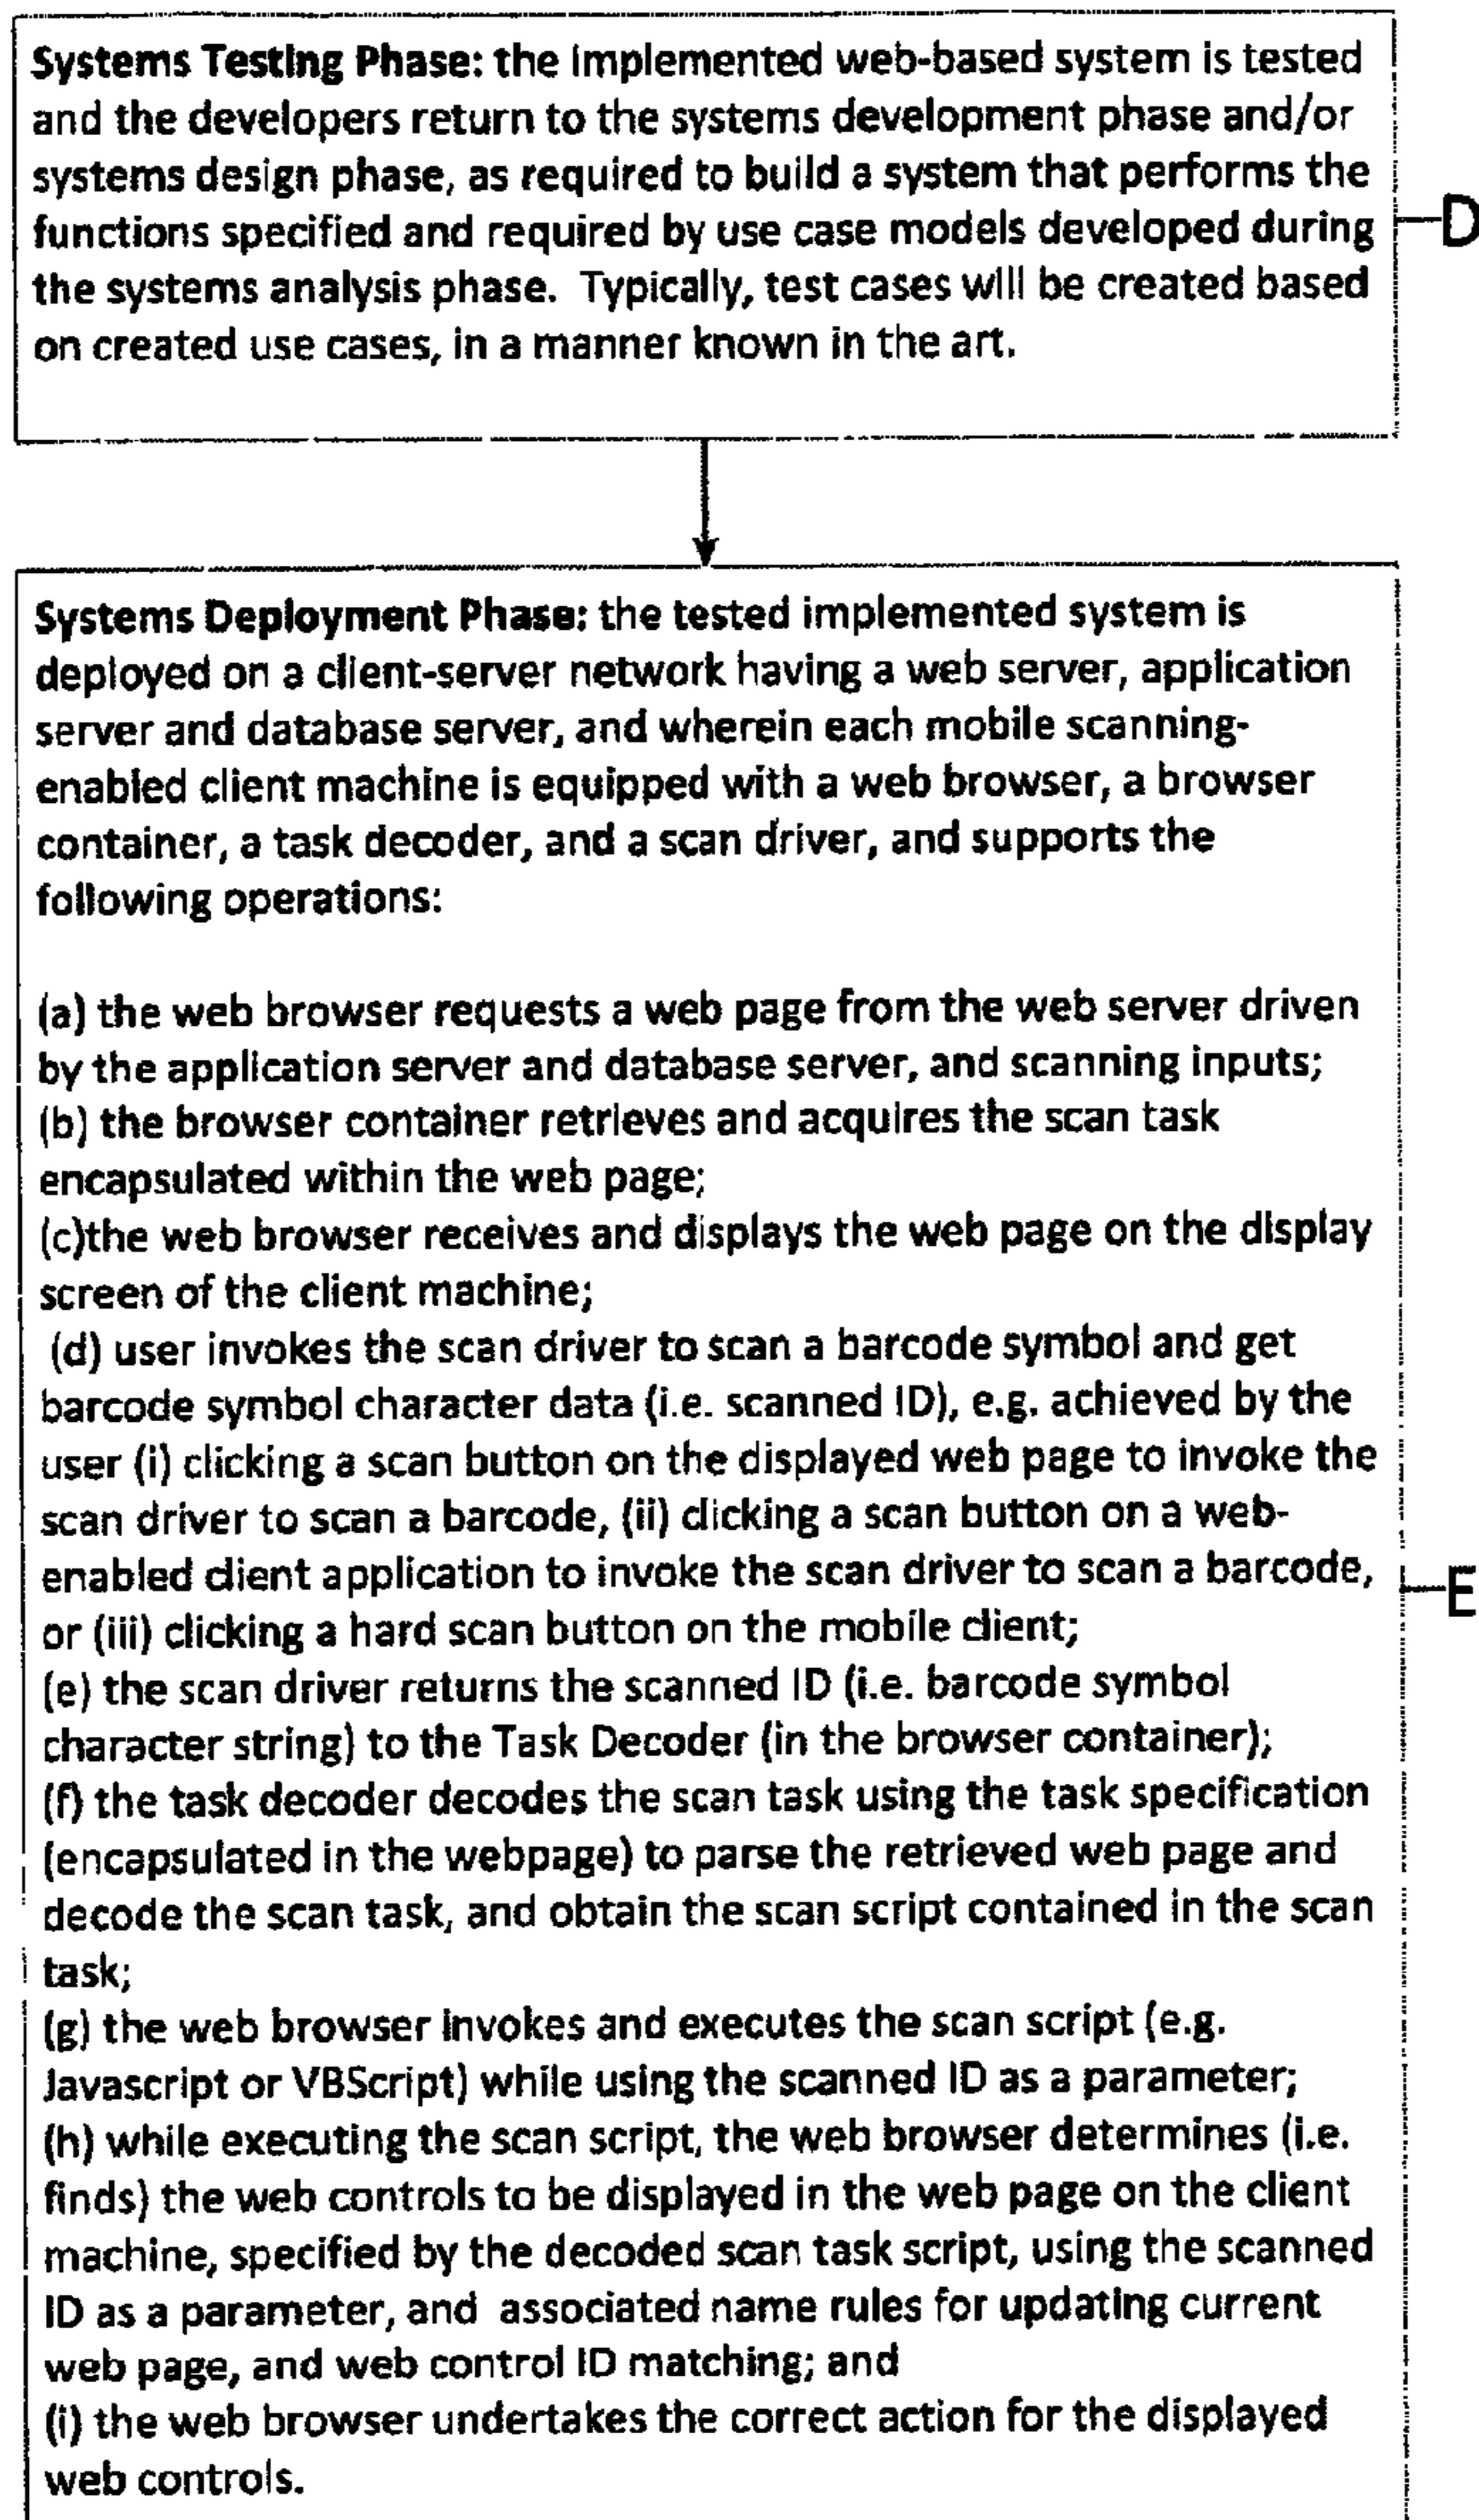 Systems Testing Phase: the implemented web-based system is tested
and the developers return to the systems development phase and/or
systems design phase, as required to build a system that performs the
functions specified and required by use case models developed during
the systems analysis phase.  Typically, test cases will be created based
on created use cases, in a manner known in the art.
D
Systems Deployment Phase: the tested implemented system is
deployed on a client-server network having a web server, application
server and database server, and wherein each mobile scanning-
enabled client machine is equipped with a web browser, a browser
container, a task decoder, and a scan driver, and supports the
following operations:
(a) the web browser requests a web page from the web server driven
by the application server and database server, and scanning inputs;
(b) the browser container retrieves and acquires the scan task
encapsulated within the web page;
(c)the web browser receives and displays the web page on the display
screen of the client machine;
(d) user invokes the scan driver to scan a barcode symbol and get
barcode symbol character data (i.e. scanned ID), e.g. achieved by the
user (i) clicking a scan button on the displayed web page to invoke the
scan driver to scan a barcode, (ii) clicking a scan button on a web-
enabled client application to invoke the scan driver to scan a barcode,
or (iii) clicking a hard scan button on the mobile client;
E
(e) the scan driver returns the scanned ID (i.e. barcode symbol
character string) to the Task Decoder (in the browser container);
(f) the task decoder decodes the scan task using the task specification
(encapsulated in the webpage) to parse the retrieved web page and
decode the scan task, and obtain the scan script contained in the scan
task;
(g) the web browser invokes and executes the scan script (e.g.
Javascript or VBScript) while using the scanned ID as a parameter;
(h) while executing the scan script, the web browser determines (i.e.
finds) the web controls to be displayed in the web page on the client
machine, specified by the decoded scan task script, using the scanned
ID as a parameter, and  associated name rules for updating current
web page, and web control ID matching; and
(i) the web browser undertakes the correct action for the displayed
web controls.